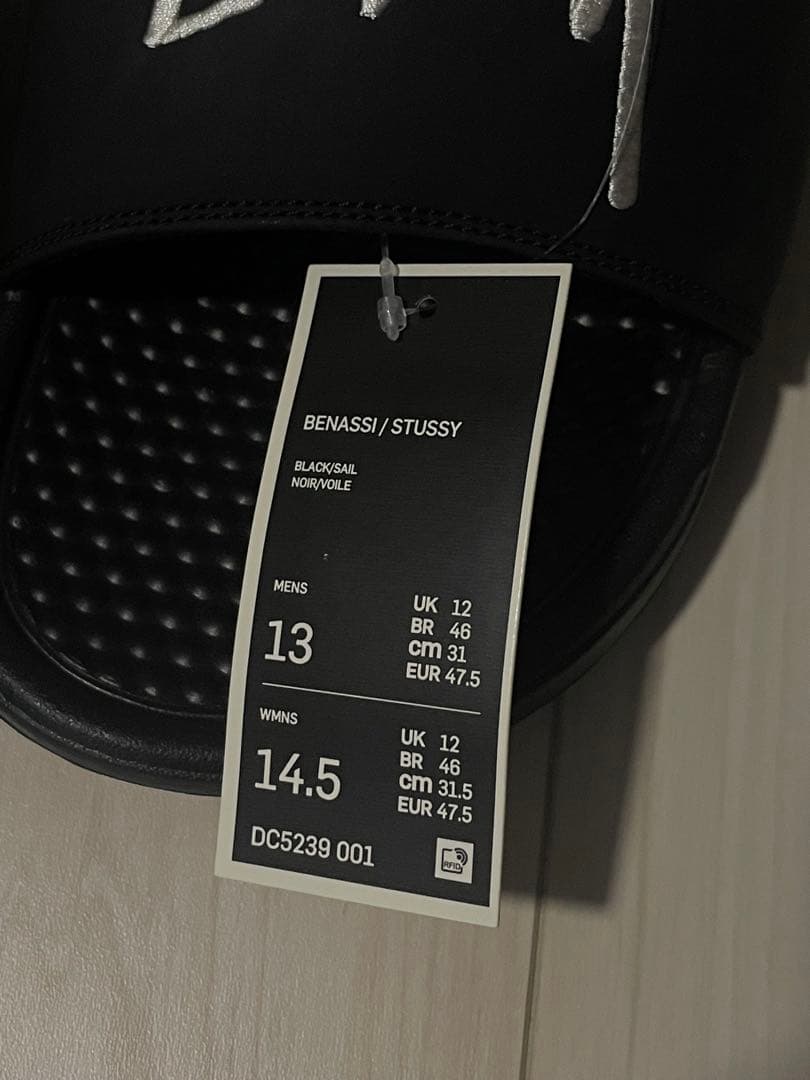 BENASSI / STUSSY
BLACK/SAIL
NOIR/VOILE
MENS
13
UK 12
BR 46
cm 31
EUR 47.5
WMNS
14.5
UK 12
BR 46
cm 31.5
EUR 47.5
DC5239 001
RFID